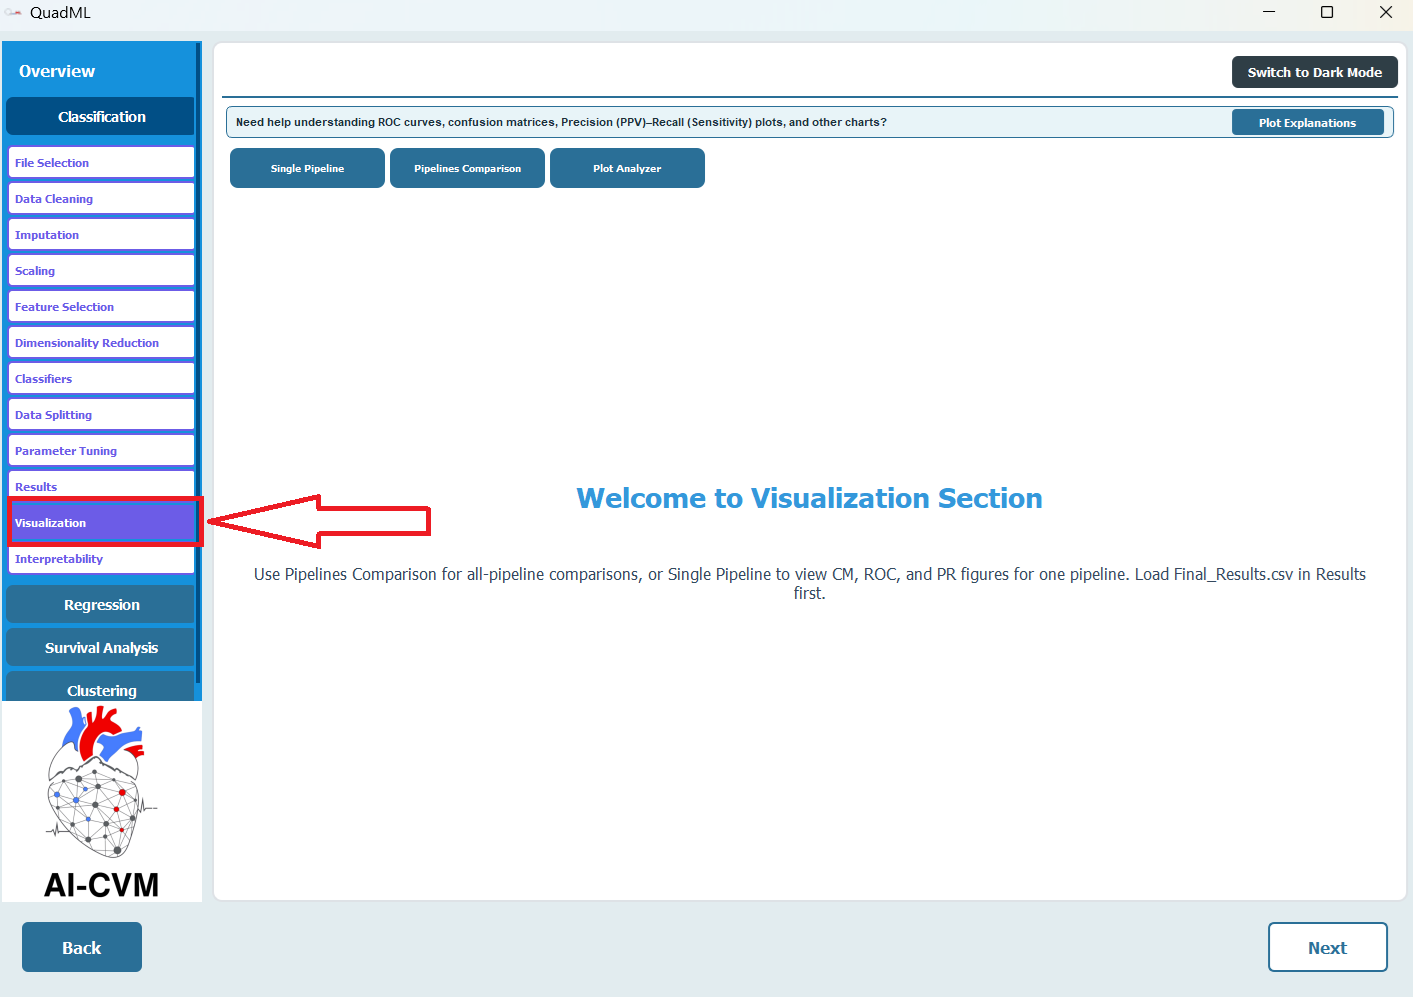 QuadML
Overview
Classification
File Selection
Data Cleaning
Imputation
Scaling
Feature Selection
Dimensionality Reduction
Classifiers
Data Splitting
Parameter Tuning
Results
Visualization
Interpretability
Regression
Survival Analysis
Clustering
AI-CVM
Switch to Dark Mode
Need help understanding ROC curves, confusion matrices, Precision (PPV)–Recall (Sensitivity) plots, and other charts?
Plot Explanations
Single Pipeline
Pipelines Comparison
Plot Analyzer
Welcome to Visualization Section
Use Pipelines Comparison for all-pipeline comparisons, or Single Pipeline to view CM, ROC, and PR figures for one pipeline. Load Final_Results.csv in Results
first.
Back
Next